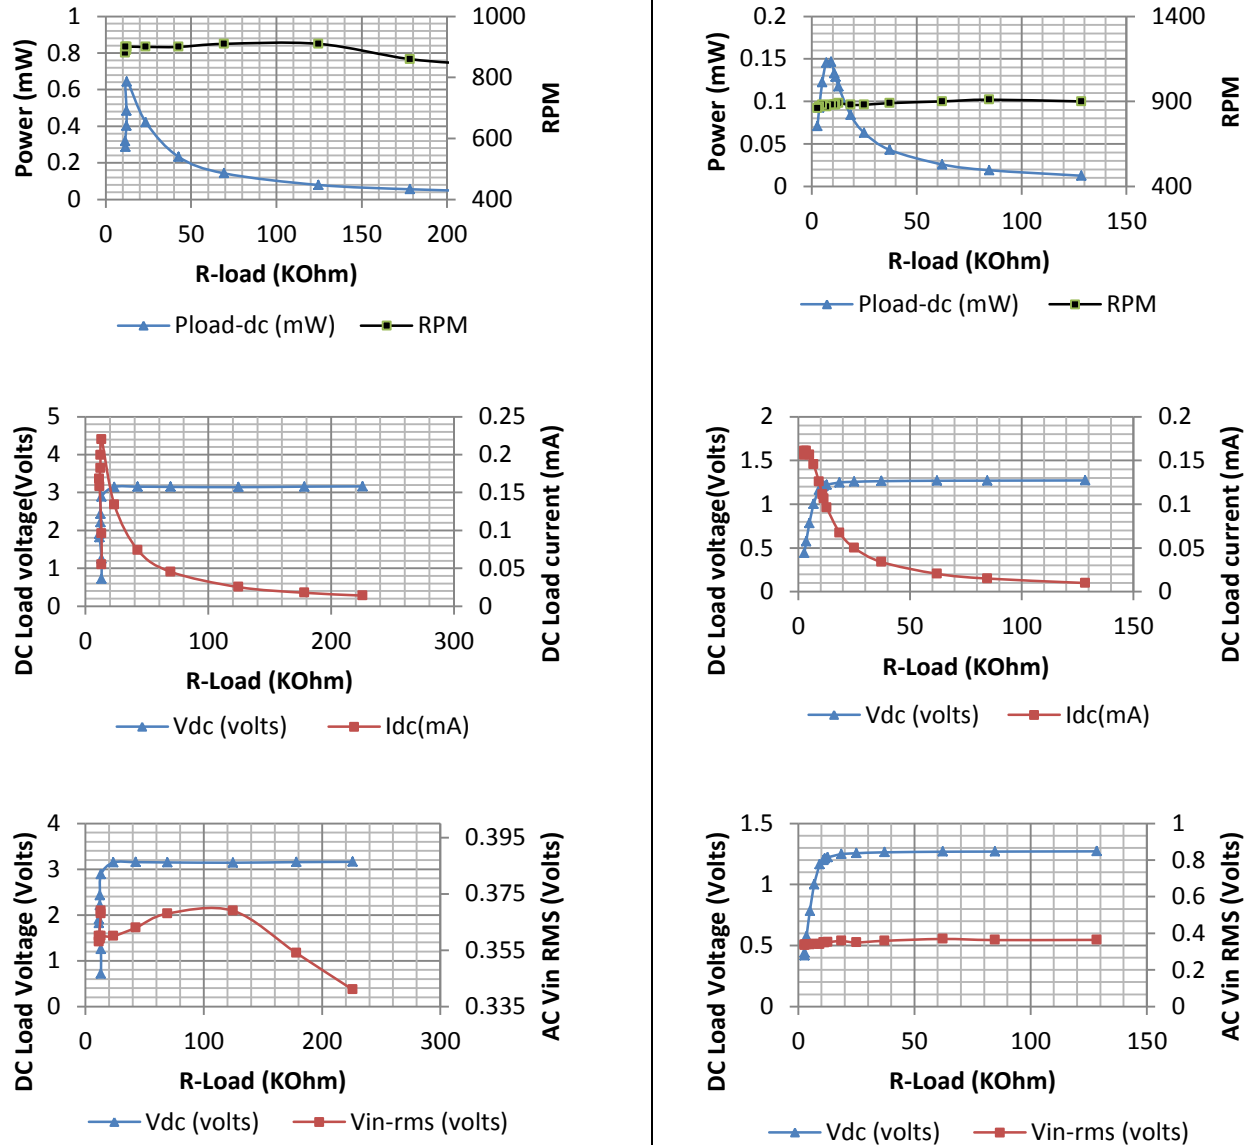 Power (mW)
1
0.8
0.6
0.4
0.2
0
1000
800
600
400
RPM
0 50 100 150 200
R-load (KOhm)
Pload-dc (mW) RPM
Power (mW)
0.2
0.15
0.1
0.05
0
1400
900
400
RPM
0 50 100 150
R-load (KOhm)
Pload-dc (mW) RPM
DC Load voltage(Volts)
5
4
3
2
1
0
0.25
0.2
0.15
0.1
0.05
0
DC Load current (mA)
0 100 200 300
R-Load (KOhm)
Vdc (volts) Idc(mA)
DC Load voltage(Volts)
2
1.5
1
0.5
0
0.2
0.15
0.1
0.05
0
DC Load current (mA)
0 50 100 150
R-Load (KOhm)
Vdc (volts) Idc(mA)
DC Load Voltage (Volts)
4
3
2
1
0
0.395
0.375
0.355
0.335
AC Vin RMS (Volts)
0 100 200 300
R-Load (KOhm)
Vdc (volts) Vin-rms (volts)
DC Load Voltage (Volts)
1.5
1
0.5
0
1
0.8
0.6
0.4
0.2
0
AC Vin RMS (Volts)
0 50 100 150
R-Load (KOhm)
Vdc (volts) Vin-rms (volts)